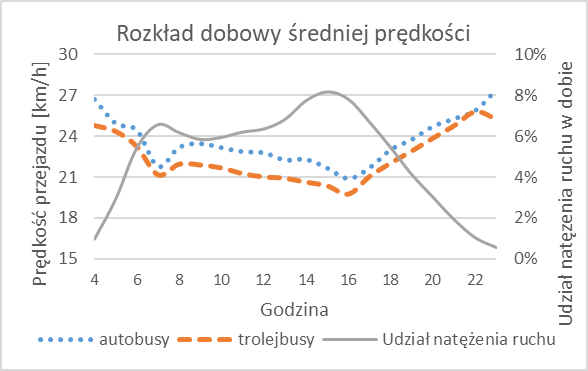 Rozkład dobowy średniej prędkości
Prędkość przejazdu [km/h]
30
27
24
21
18
15
10%
8%
6%
4%
2%
0%
Udział natęzenia ruchu w dobie
4 6 8 10 12 14 16 18 20 22
Godzina
autobusy trolejbusy Udział natężenia ruchu